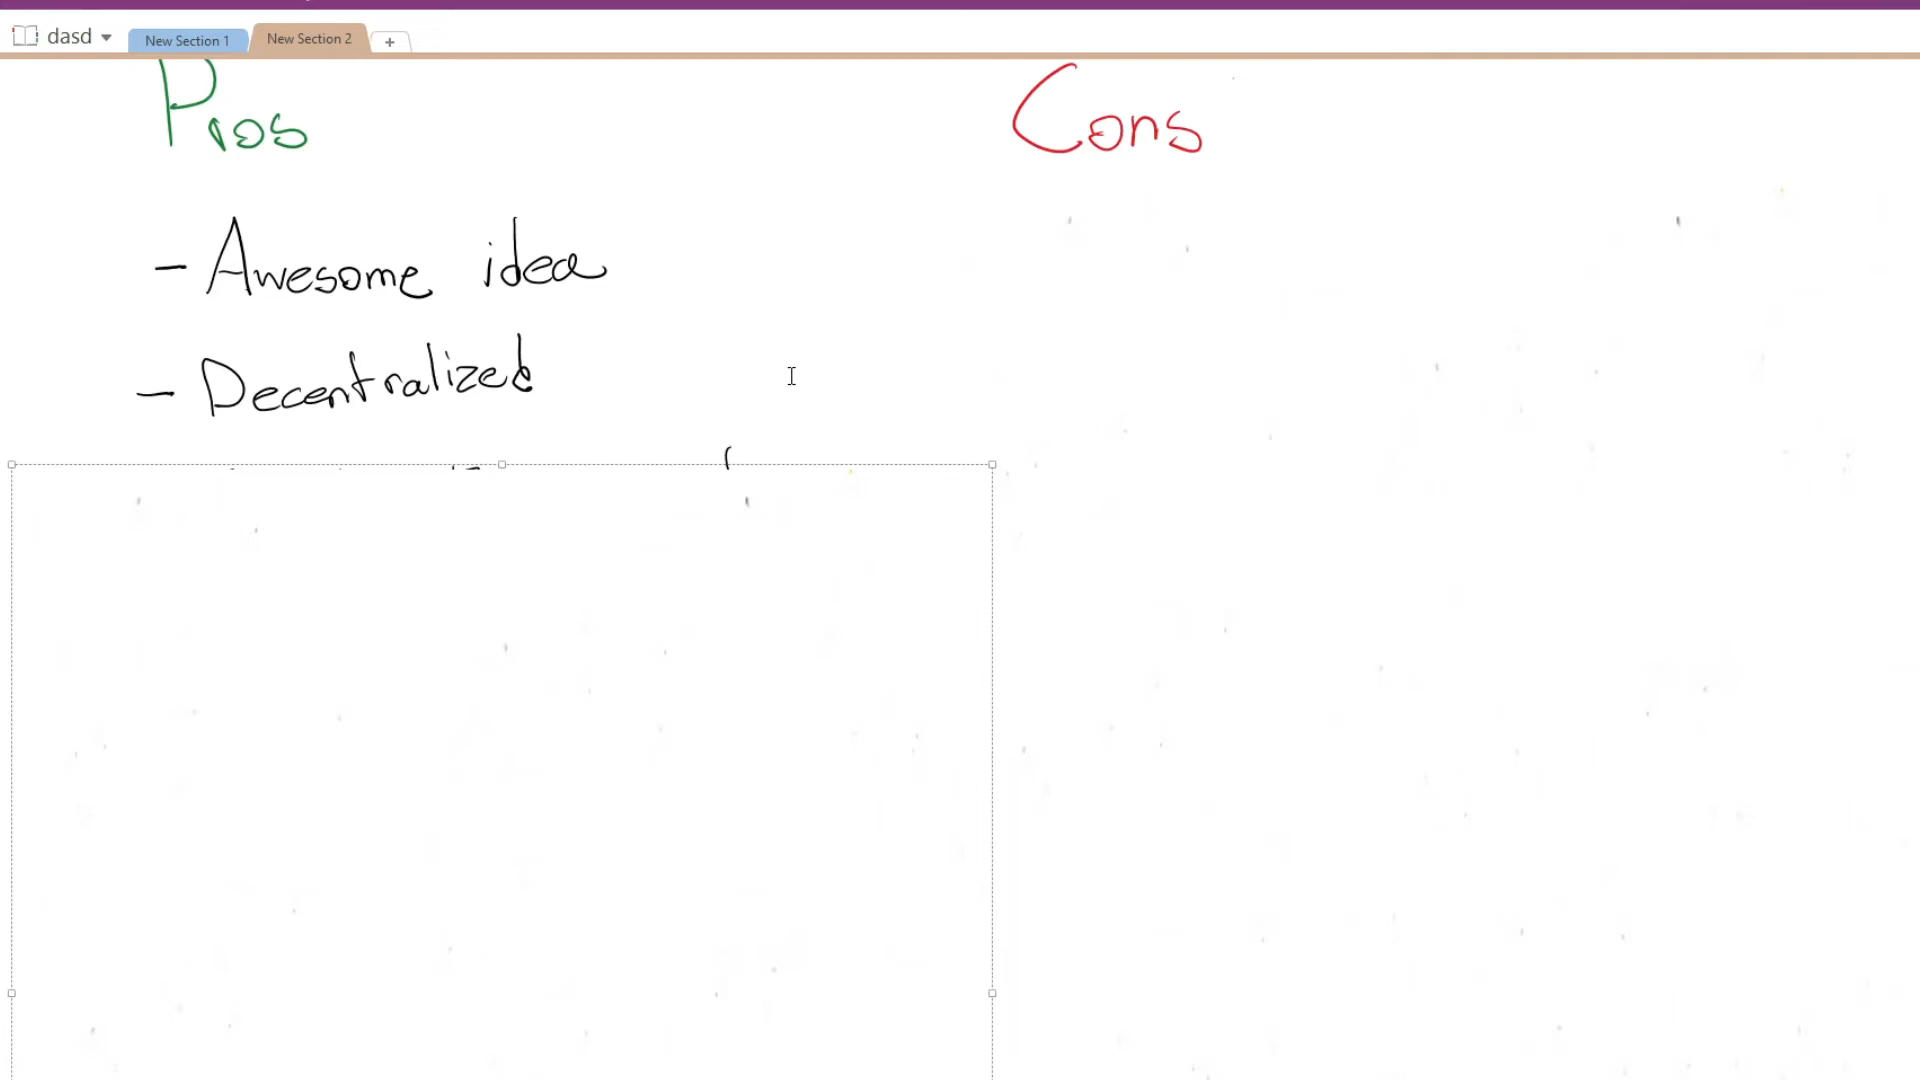 dasd
New Section 1
New Section 2
+
Pros
Cons
- Awesome idea
- Decentralized